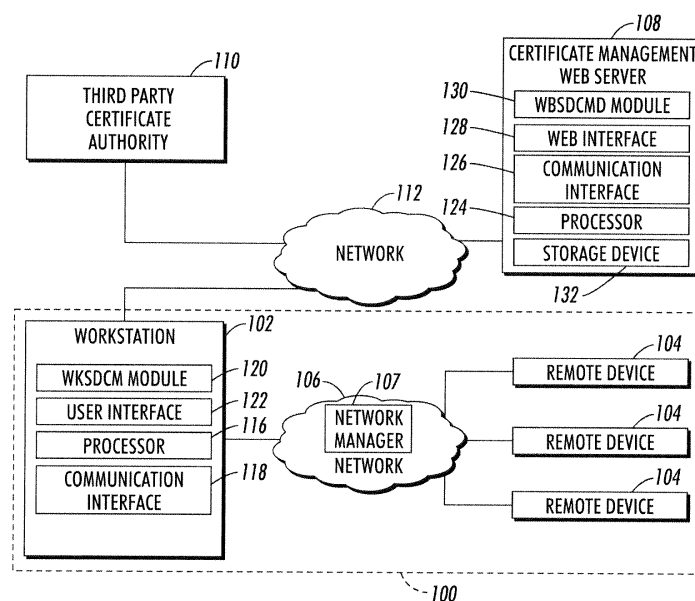 110
THIRD PARTY
CERTIFICATE
AUTHORITY
108
CERTIFICATE MANAGEMENT
WEB SERVER
130
WBSDCMD MODULE
128
WEB INTERFACE
126
COMMUNICATION
INTERFACE
124
PROCESSOR
STORAGE DEVICE
132
112
NETWORK
WORKSTATION
102
WKSDCM MODULE
120
USER INTERFACE
122
PROCESSOR
116
COMMUNICATION
INTERFACE
118
106
107
NETWORK
MANAGER
NETWORK
104
REMOTE DEVICE
104
REMOTE DEVICE
104
REMOTE DEVICE
100